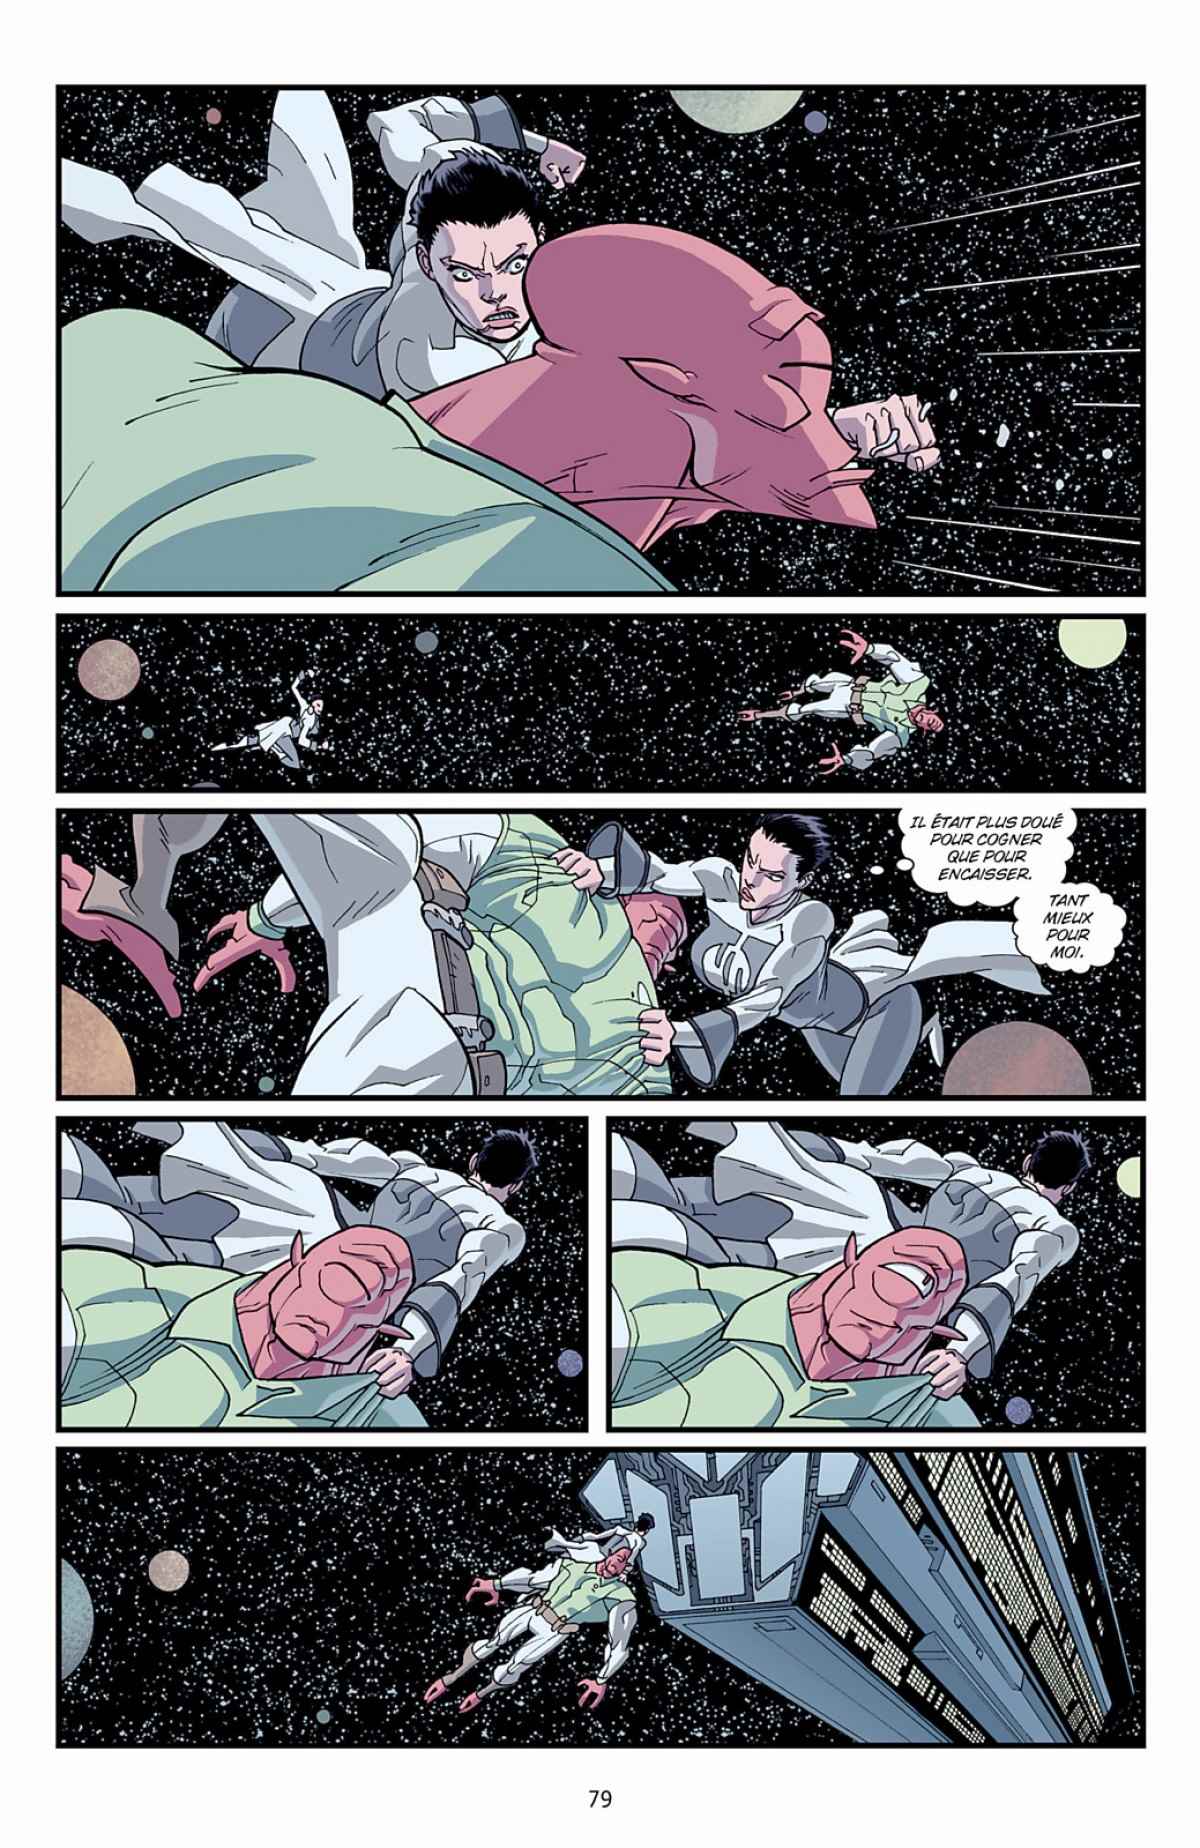 IL ÉTAIT PLUS DOUÉ
POUR COGNER
QUE POUR
ENCAISSER.
TANT
MIEUX
POUR
MOI.
79